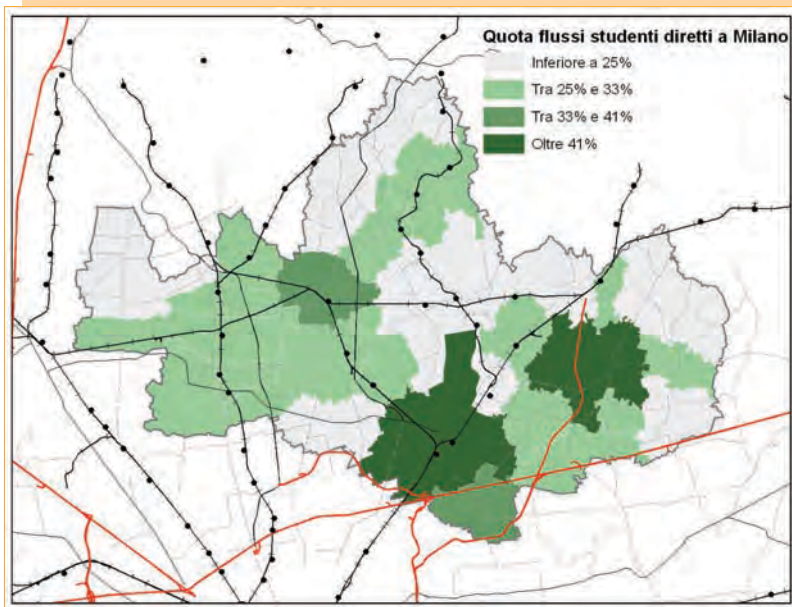 Quota flussi studenti diretti a Milano
Inferiore a 25%
Tra 25% e 33%
Tra 33% e 41%
Oltre 41%